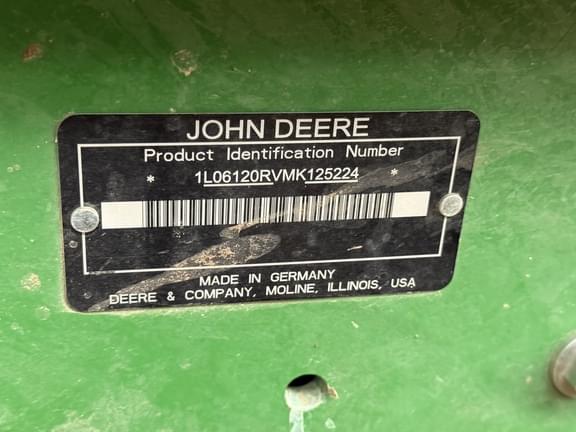 JOHN DEERE
Product Identification Number
* 1L06120RVMK125224 *
MADE IN GERMANY
DEERE & COMPANY, MOLINE, ILLINOIS, USA